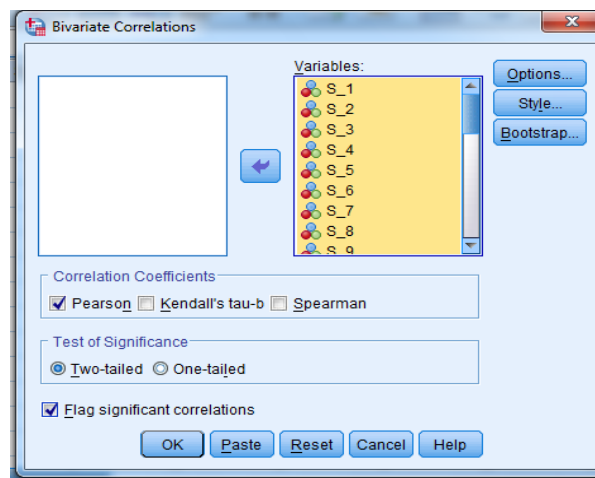 Bivariate Correlations
Variables:
S_1
S_2
S_3
S_4
S_5
S_6
S_7
S_8
S_9
Options...
Style...
Bootstrap...
Correlation Coefficients
Pearson Kendall's tau-b Spearman
Test of Significance
Two-tailed One-tailed
Flag significant correlations
OK Paste Reset Cancel Help